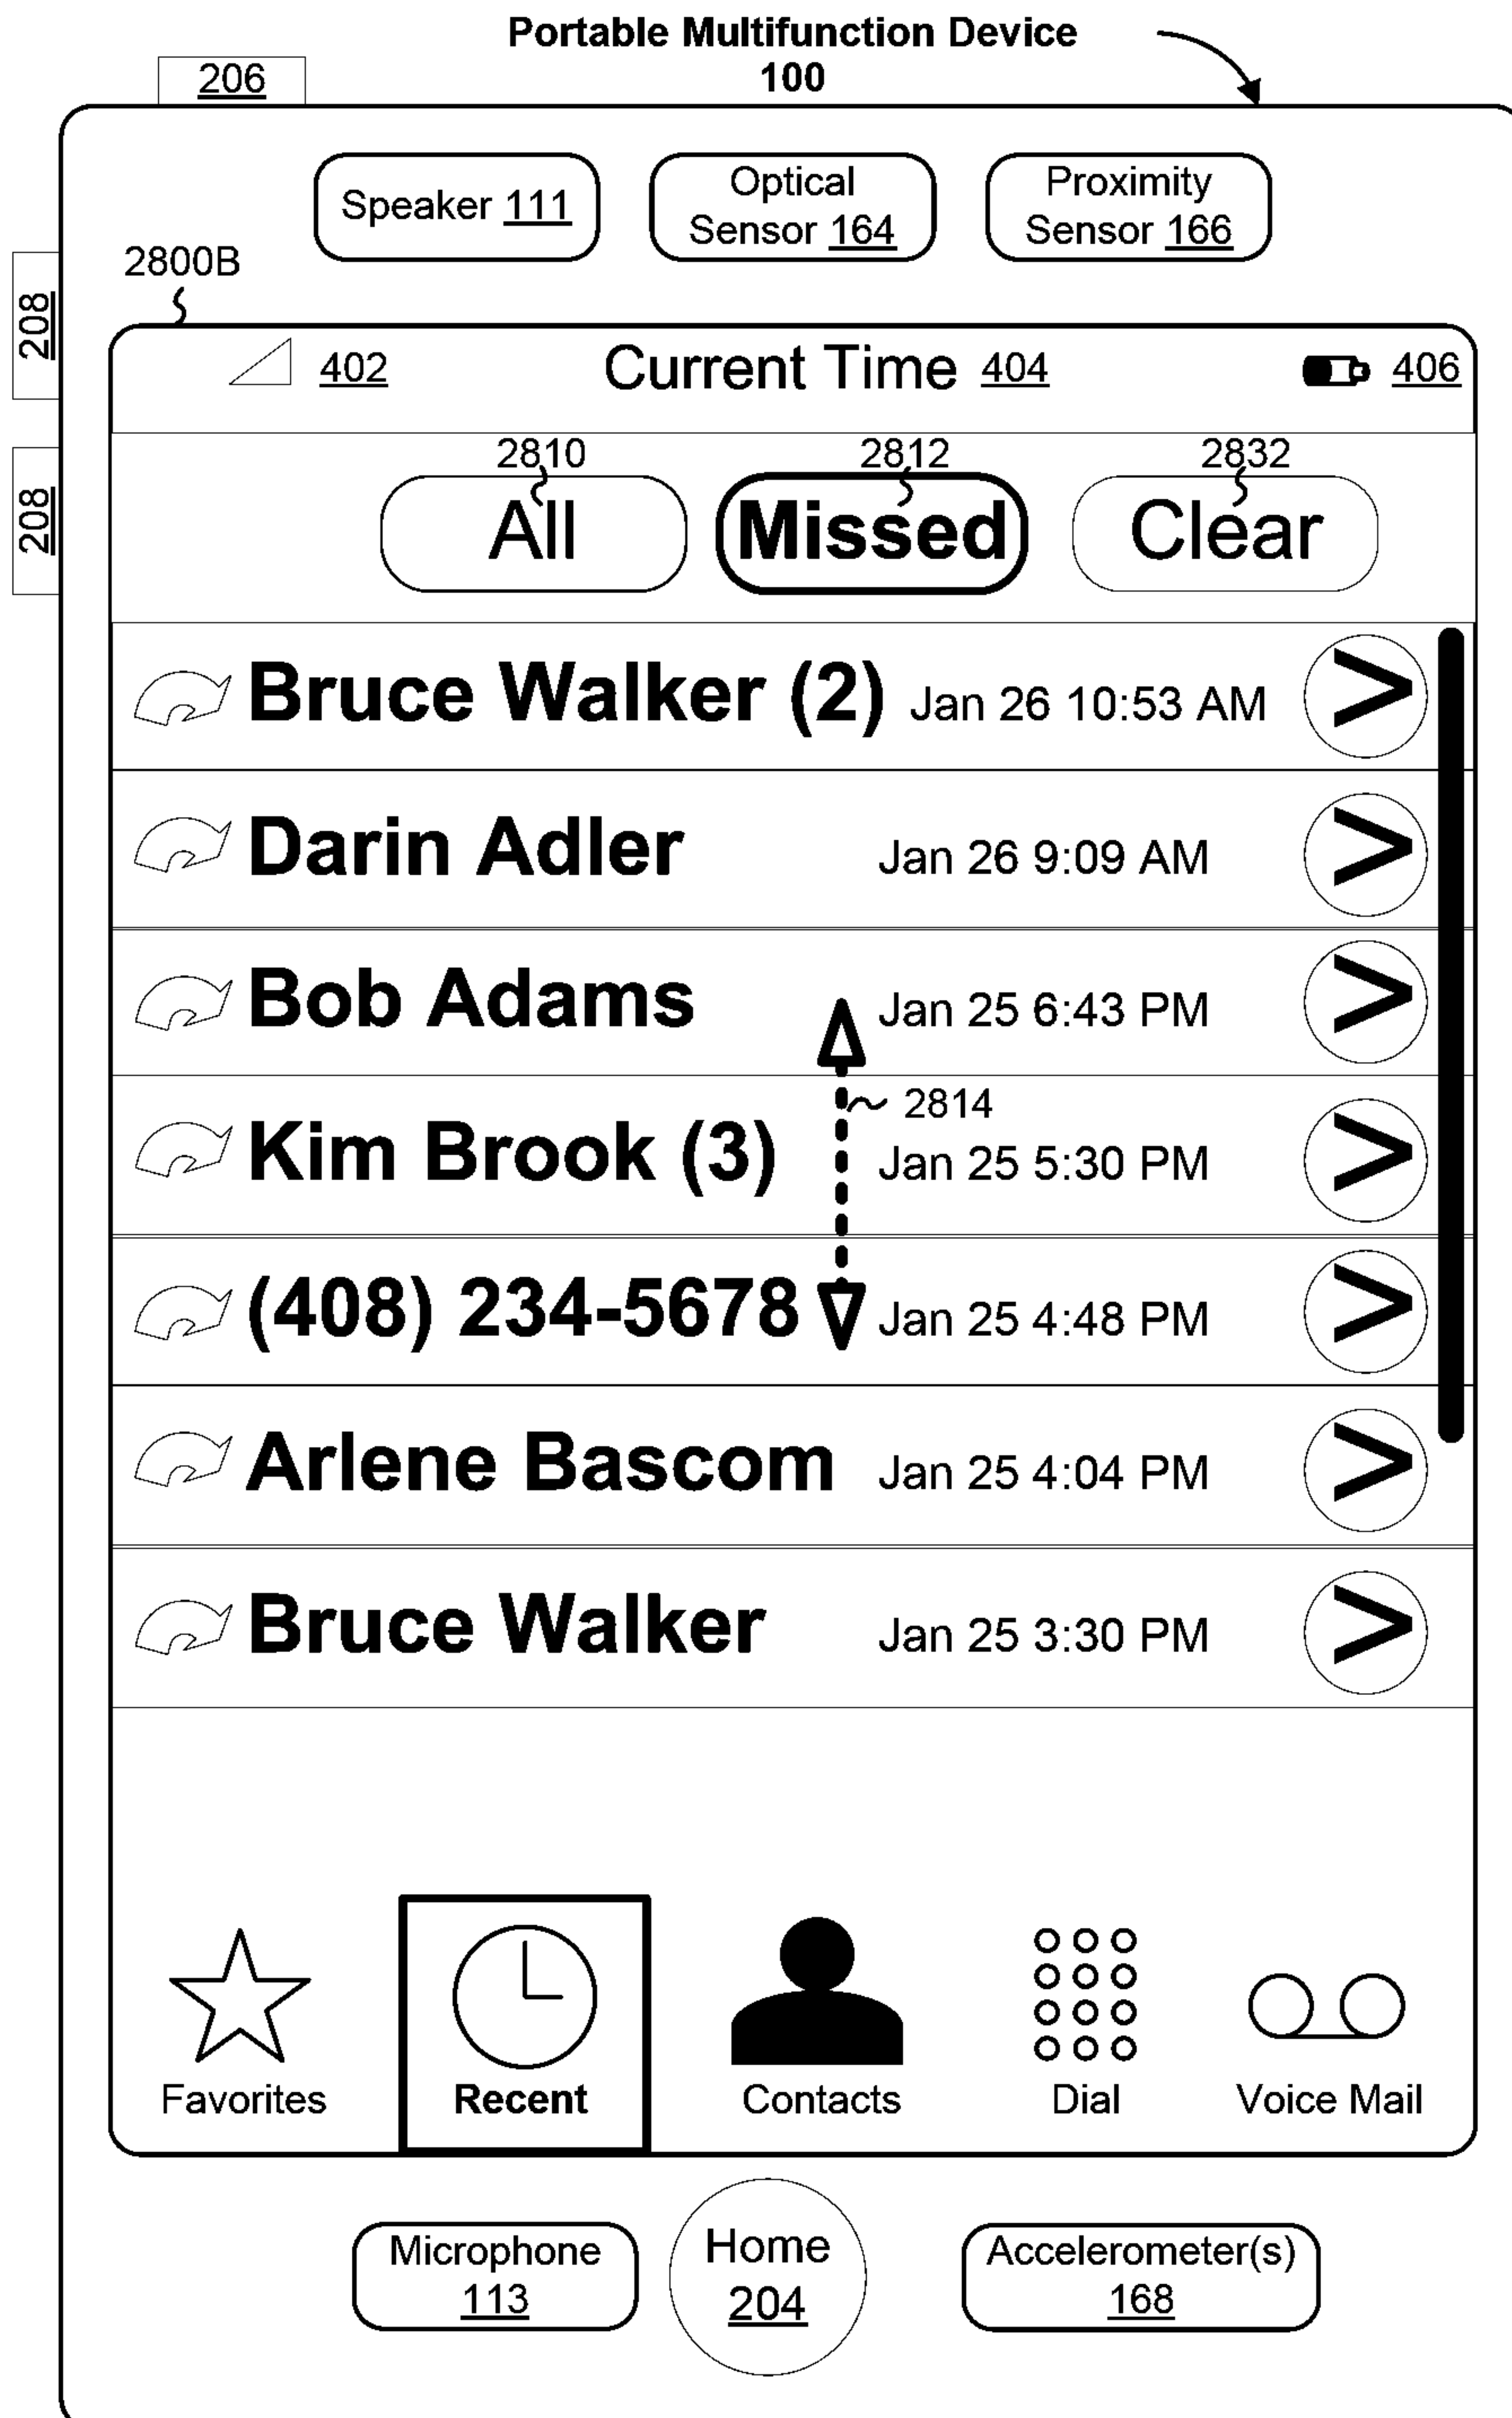 Portable Multifunction Device
100
206
Speaker 111
Optical
Sensor 164
Proximity
Sensor 166
2800B
208
208
402
Current Time 404
406
2810
2812
2832
All
Missed
Clear
Bruce Walker (2) Jan 26 10:53 AM >
Darin Adler Jan 26 9:09 AM >
Bob Adams Jan 25 6:43 PM >
2814
Kim Brook (3) Jan 25 5:30 PM >
(408) 234-5678 Jan 25 4:48 PM >
Arlene Bascom Jan 25 4:04 PM >
Bruce Walker Jan 25 3:30 PM >
Favorites
Recent
Contacts
Dial
Voice Mail
Microphone
113
Home
204
Accelerometer(s)
168